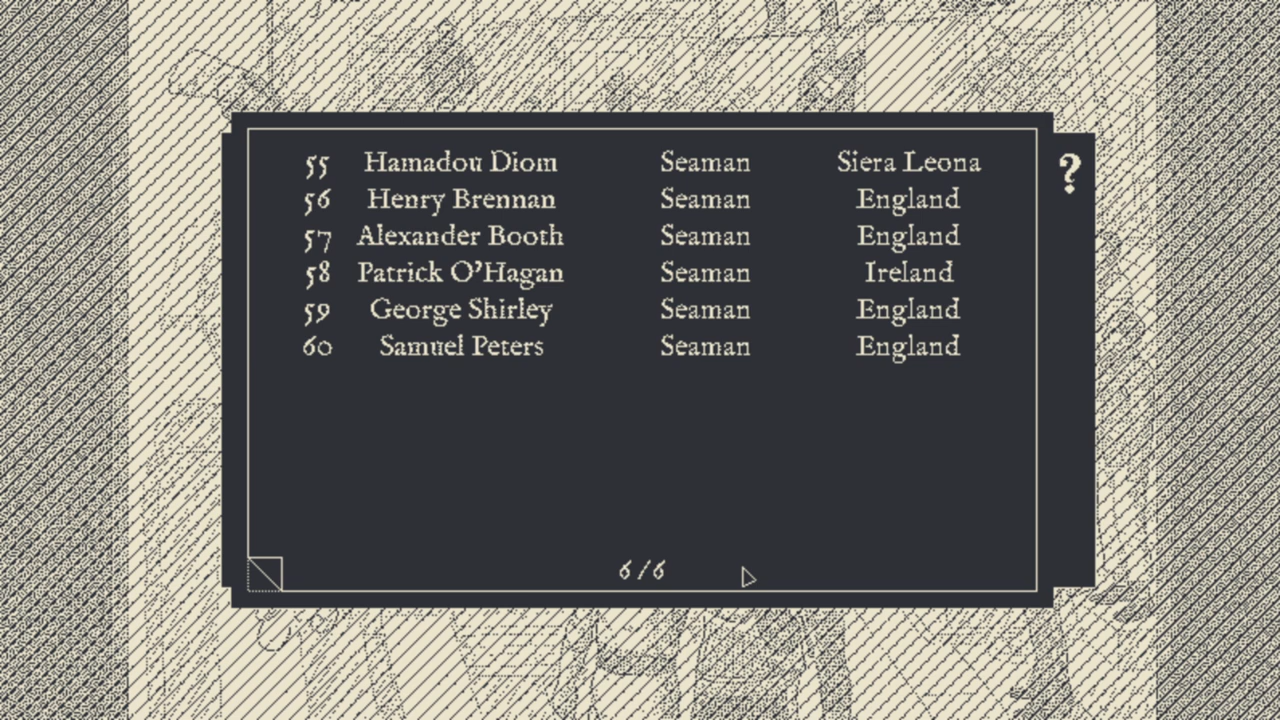 55 Hamadou Diom Seaman Siera Leona
?
56 Henry Brennan Seaman England
57 Alexander Booth Seaman England
58 Patrick O'Hagan Seaman Ireland
59 George Shirley Seaman England
60 Samuel Peters Seaman England
6/6